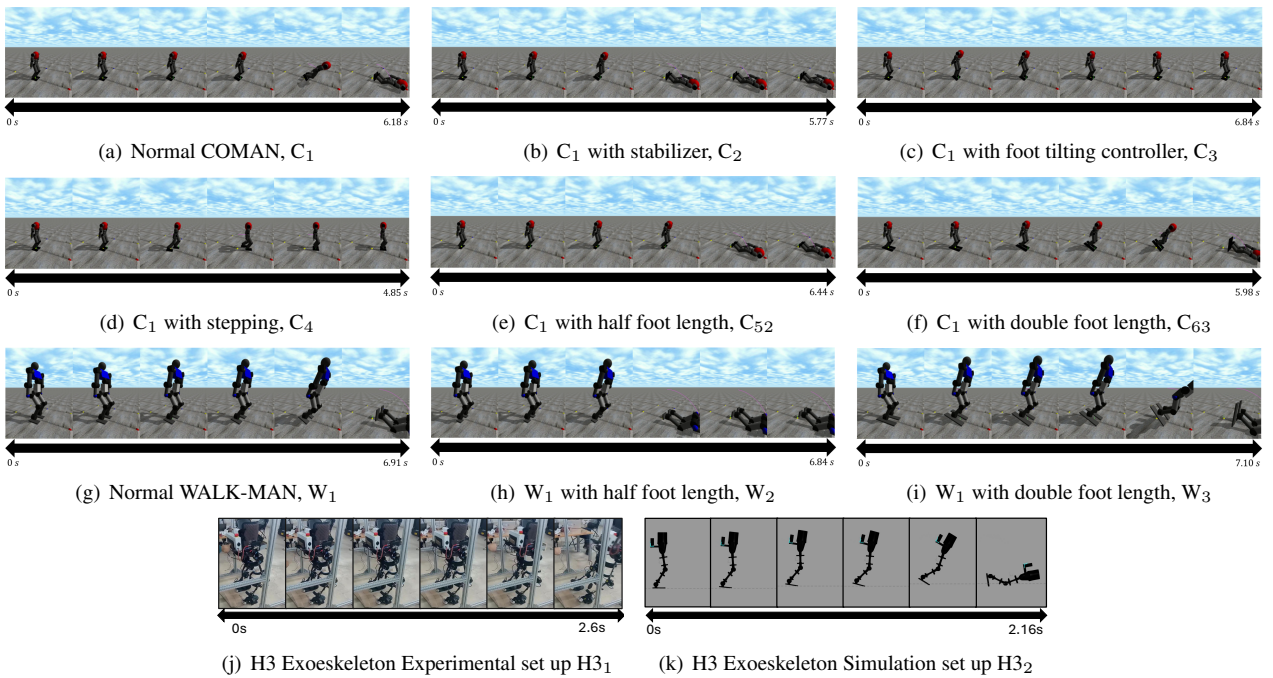 0 s 6.18 s 0 s 5.77 s 0 s 6.84 s
(a) Normal COMAN, C₁ (b) C₁ with stabilizer, C₂ (c) C₁ with foot tilting controller, C₃
0 s 4.85 s 0 s 6.44 s 0 s 5.98 s
(d) C₁ with stepping, C₄ (e) C₁ with half foot length, C₅₂ (f) C₁ with double foot length, C₆₃
0 s 6.91 s 0 s 6.84 s 0 s 7.10 s
(g) Normal WALK-MAN, W₁ (h) W₁ with half foot length, W₂ (i) W₁ with double foot length, W₃
0s 2.6s 0s 2.16s
(j) H3 Exoeskeleton Experimental set up H3₁ (k) H3 Exoeskeleton Simulation set up H3₂